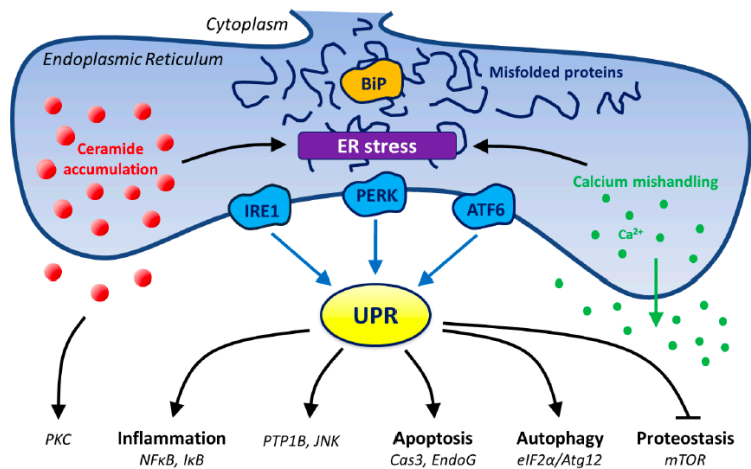 Cytoplasm
Endoplasmic Reticulum
BiP
Misfolded proteins
Ceramide
accumulation
ER stress
Calcium mishandling
Ca²⁺
IRE1
PERK
ATF6
UPR
PKC
Inflammation
NFκB, IκB
PTP1B, JNK
Apoptosis
Cas3, EndoG
Autophagy
eIF2α/Atg12
Proteostasis
mTOR